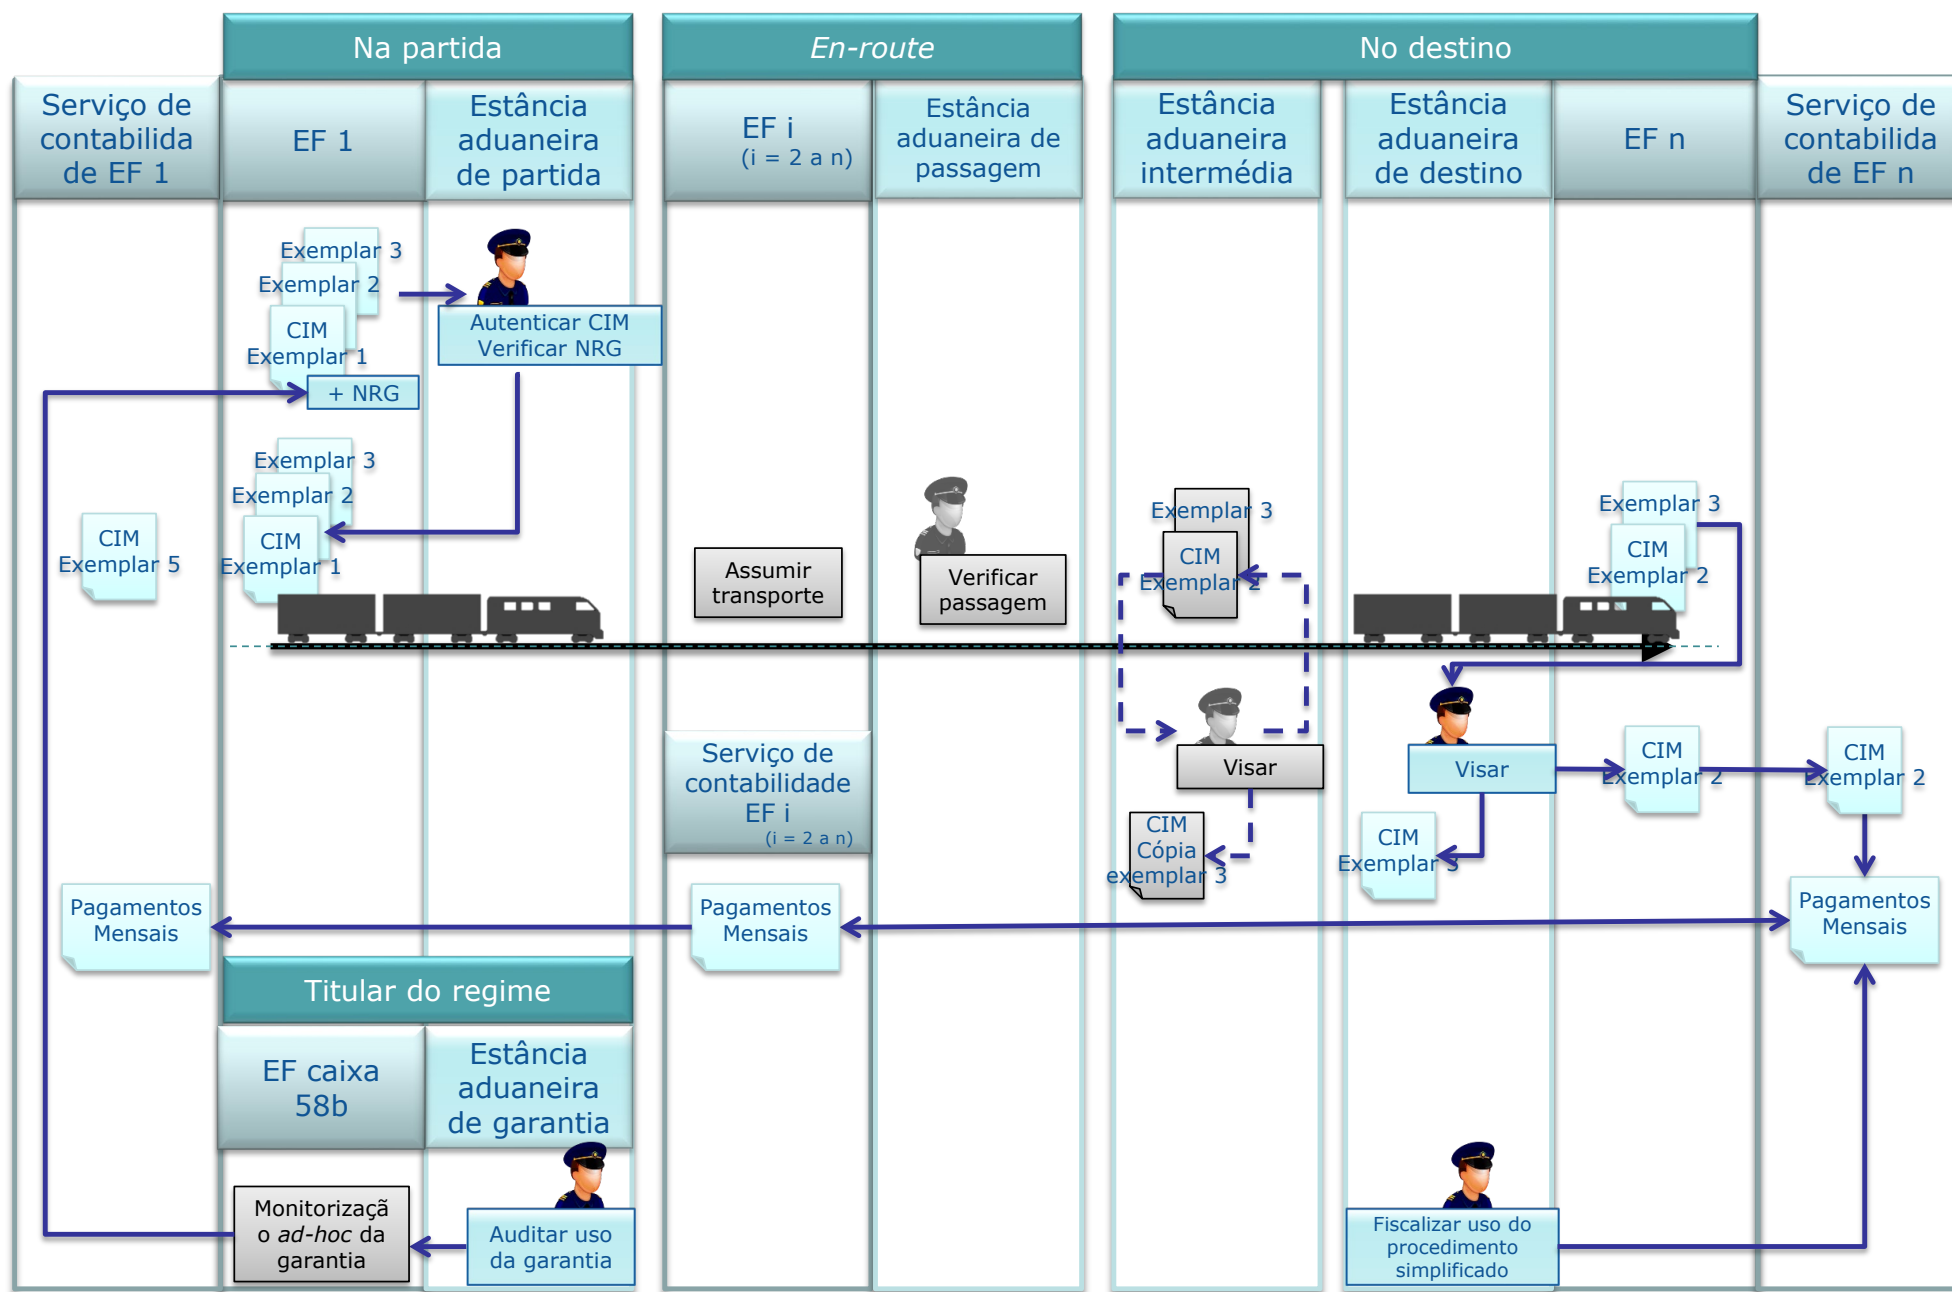 Na partida
En-route
No destino
Serviço de
contabilida
de EF 1
EF 1
Estância
aduaneira
de partida
EF i
(i = 2 a n)
Estância
aduaneira de
passagem
Estância
aduaneira
intermédia
Estância
aduaneira
de destino
EF n
Serviço de
contabilida
de EF n
Exemplar 3
Exemplar 2
CIM
Exemplar 1
+ NRG
Autenticar CIM
Verificar NRG
Exemplar 3
Exemplar 2
CIM
Exemplar 1
CIM
Exemplar 5
Assumir
transporte
Verificar
passagem
Exemplar 3
CIM
Exemplar 2
Exemplar 3
CIM
Exemplar 2
Serviço de
contabilidade
EF i
(i = 2 a n)
Visar
Visar
CIM
Exemplar 2
CIM
Exemplar 2
CIM
Cópia
exemplar 3
CIM
Exemplar 3
Pagamentos
Mensais
Pagamentos
Mensais
Pagamentos
Mensais
Titular do regime
EF caixa
58b
Estância
aduaneira
de garantia
Monitorizaçã
o ad-hoc da
garantia
Auditar uso
da garantia
Fiscalizar uso do
procedimento
simplificado